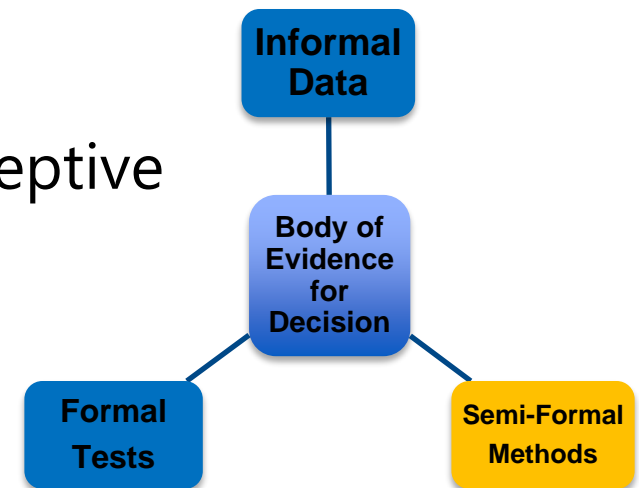 Informal
Data
eptive
Body of
Evidence
for
Decision
Formal
Tests
Semi-Formal
Methods